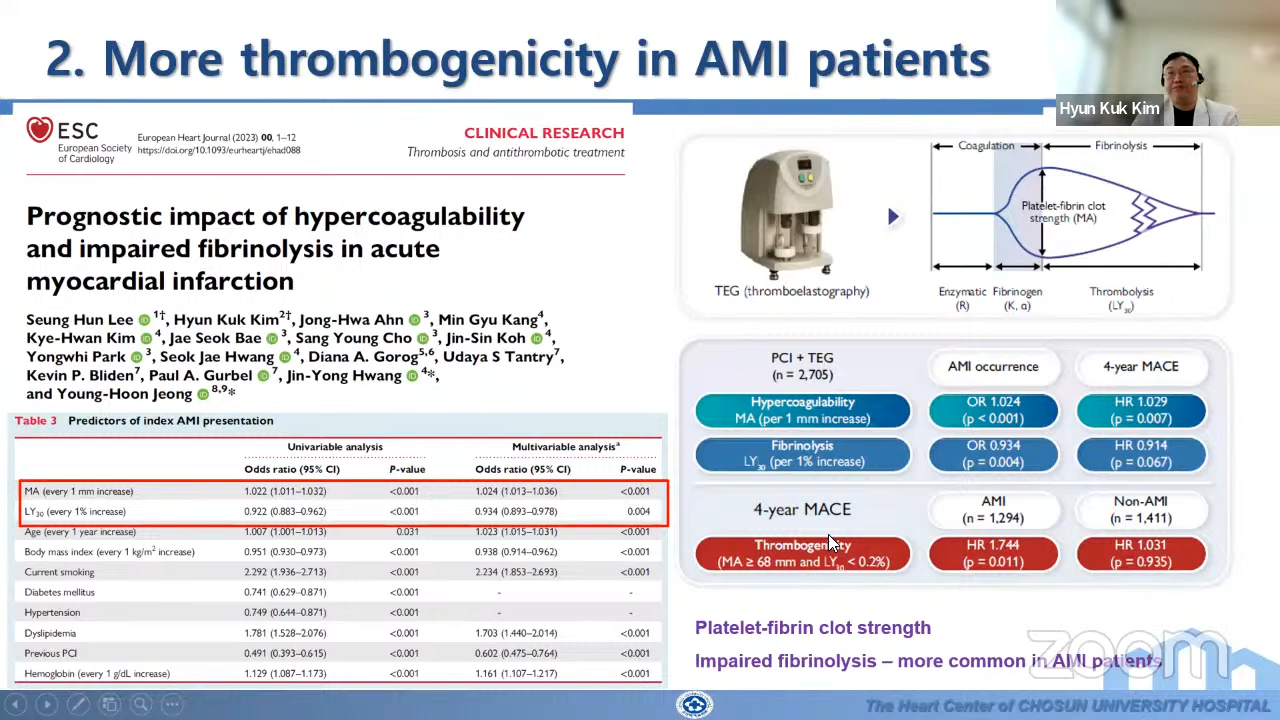 2. More thrombogenicity in AMI patients
Hyun Kuk Kim
ESC
European Society
of Cardiology
European Heart Journal (2023) 00, 1–12
https://doi.org/10.1093/eurheartj/ehad088
CLINICAL RESEARCH
Thrombosis and antithrombotic treatment
Prognostic impact of hypercoagulability
and impaired fibrinolysis in acute
myocardial infarction
Seung Hun Lee 1†, Hyun Kuk Kim2†, Jong-Hwa Ahn 3, Min Gyu Kang4,
Kye-Hwan Kim 4, Jae Seok Bae 3, Sang Young Cho 3, Jin-Sin Koh 4,
Yongwhi Park 3, Seok Jae Hwang 4, Diana A. Gorog5,6, Udaya S Tantry7,
Kevin P. Bliden7, Paul A. Gurbel 7, Jin-Yong Hwang 4*,
and Young-Hoon Jeong 8,9*
Table 3 Predictors of index AMI presentation
Univariable analysis Multivariable analysisa
Odds ratio (95% CI) P-value Odds ratio (95% CI) P-value
MA (every 1 mm increase) 1.022 (1.011–1.032) <0.001 1.024 (1.013–1.036) <0.001
LY30 (every 1% increase) 0.922 (0.883–0.962) <0.001 0.934 (0.893–0.978) 0.004
Age (every 1 year increase) 1.007 (1.001–1.013) 0.031 1.023 (1.015–1.031) <0.001
Body mass index (every 1 kg/m2 increase) 0.951 (0.930–0.973) <0.001 0.938 (0.914–0.962) <0.001
Current smoking 2.292 (1.936–2.713) <0.001 2.234 (1.853–2.693) <0.001
Diabetes mellitus 0.741 (0.629–0.871) <0.001 - -
Hypertension 0.749 (0.644–0.871) <0.001 - -
Dyslipidemia 1.781 (1.528–2.076) <0.001 1.703 (1.440–2.014) <0.001
Previous PCI 0.491 (0.393–0.615) <0.001 0.602 (0.475–0.764) <0.001
Hemoglobin (every 1 g/dL increase) 1.129 (1.087–1.173) <0.001 1.161 (1.107–1.217) <0.001
TEG (thromboelastography)
Coagulation Fibrinolysis
Platelet-fibrin clot
strength (MA)
Enzymatic Fibrinogen Thrombolysis
(R) (K, α) (LY30)
PCI + TEG
(n = 2,705)
AMI occurrence 4-year MACE
Hypercoagulability OR 1.024 HR 1.029
MA (per 1 mm increase) (p < 0.001) (p = 0.007)
Fibrinolysis OR 0.934 HR 0.914
LY30 (per 1% increase) (p = 0.004) (p = 0.067)
4-year MACE
AMI Non-AMI
(n = 1,294) (n = 1,411)
Thrombogenicity HR 1.744 HR 1.031
(MA ≥ 68 mm and LY30 < 0.2%) (p = 0.011) (p = 0.935)
Platelet-fibrin clot strength
Impaired fibrinolysis – more common in AMI patients
zoom
The Heart Center of CHOSUN UNIVERSITY HOSPITAL